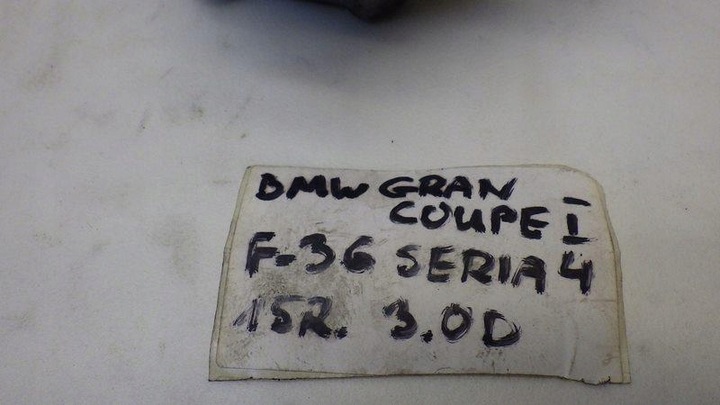 BMW GRAN
COUPE I
F-36 SERIA 4
15R. 3.0D